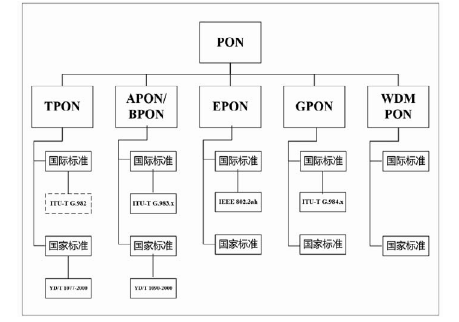 PON
TPON
APON/
BPON
EPON
GPON
WDM
PON
国际标准
国际标准
国际标准
国际标准
国际标准
ITU-T G.982
ITU-T G.983.x
IEEE 802.2ah
ITU-T G.984.x
国家标准
国家标准
国家标准
国家标准
国家标准
YD/T 1077-2000
YD/T 1090-2000